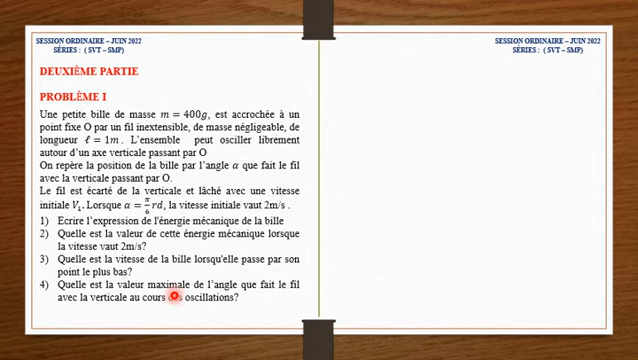 SESSION ORDINAIRE – JUIN 2022
SÉRIES : ( SVT – SMP)
DEUXIÈME PARTIE
PROBLÈME I
Une petite bille de masse m = 400g, est accrochée à un
point fixe O par un fil inextensible, de masse négligeable, de
longueur ℓ = 1m. L'ensemble peut osciller librement
autour d'un axe verticale passant par O
On repère la position de la bille par l'angle α que fait le fil
avec la verticale passant par O.
Le fil est écarté de la verticale et lâché avec une vitesse
initiale V₁. Lorsque α = π/6 rd, la vitesse initiale vaut 2m/s .
1) Ecrire l'expression de l'énergie mécanique de la bille
2) Quelle est la valeur de cette énergie mécanique lorsque
la vitesse vaut 2m/s?
3) Quelle est la vitesse de la bille lorsqu'elle passe par son
point le plus bas?
4) Quelle est la valeur maximale de l'angle que fait le fil
avec la verticale au cours des oscillations?
SESSION ORDINAIRE – JUIN 2022
SÉRIES : ( SVT – SMP)